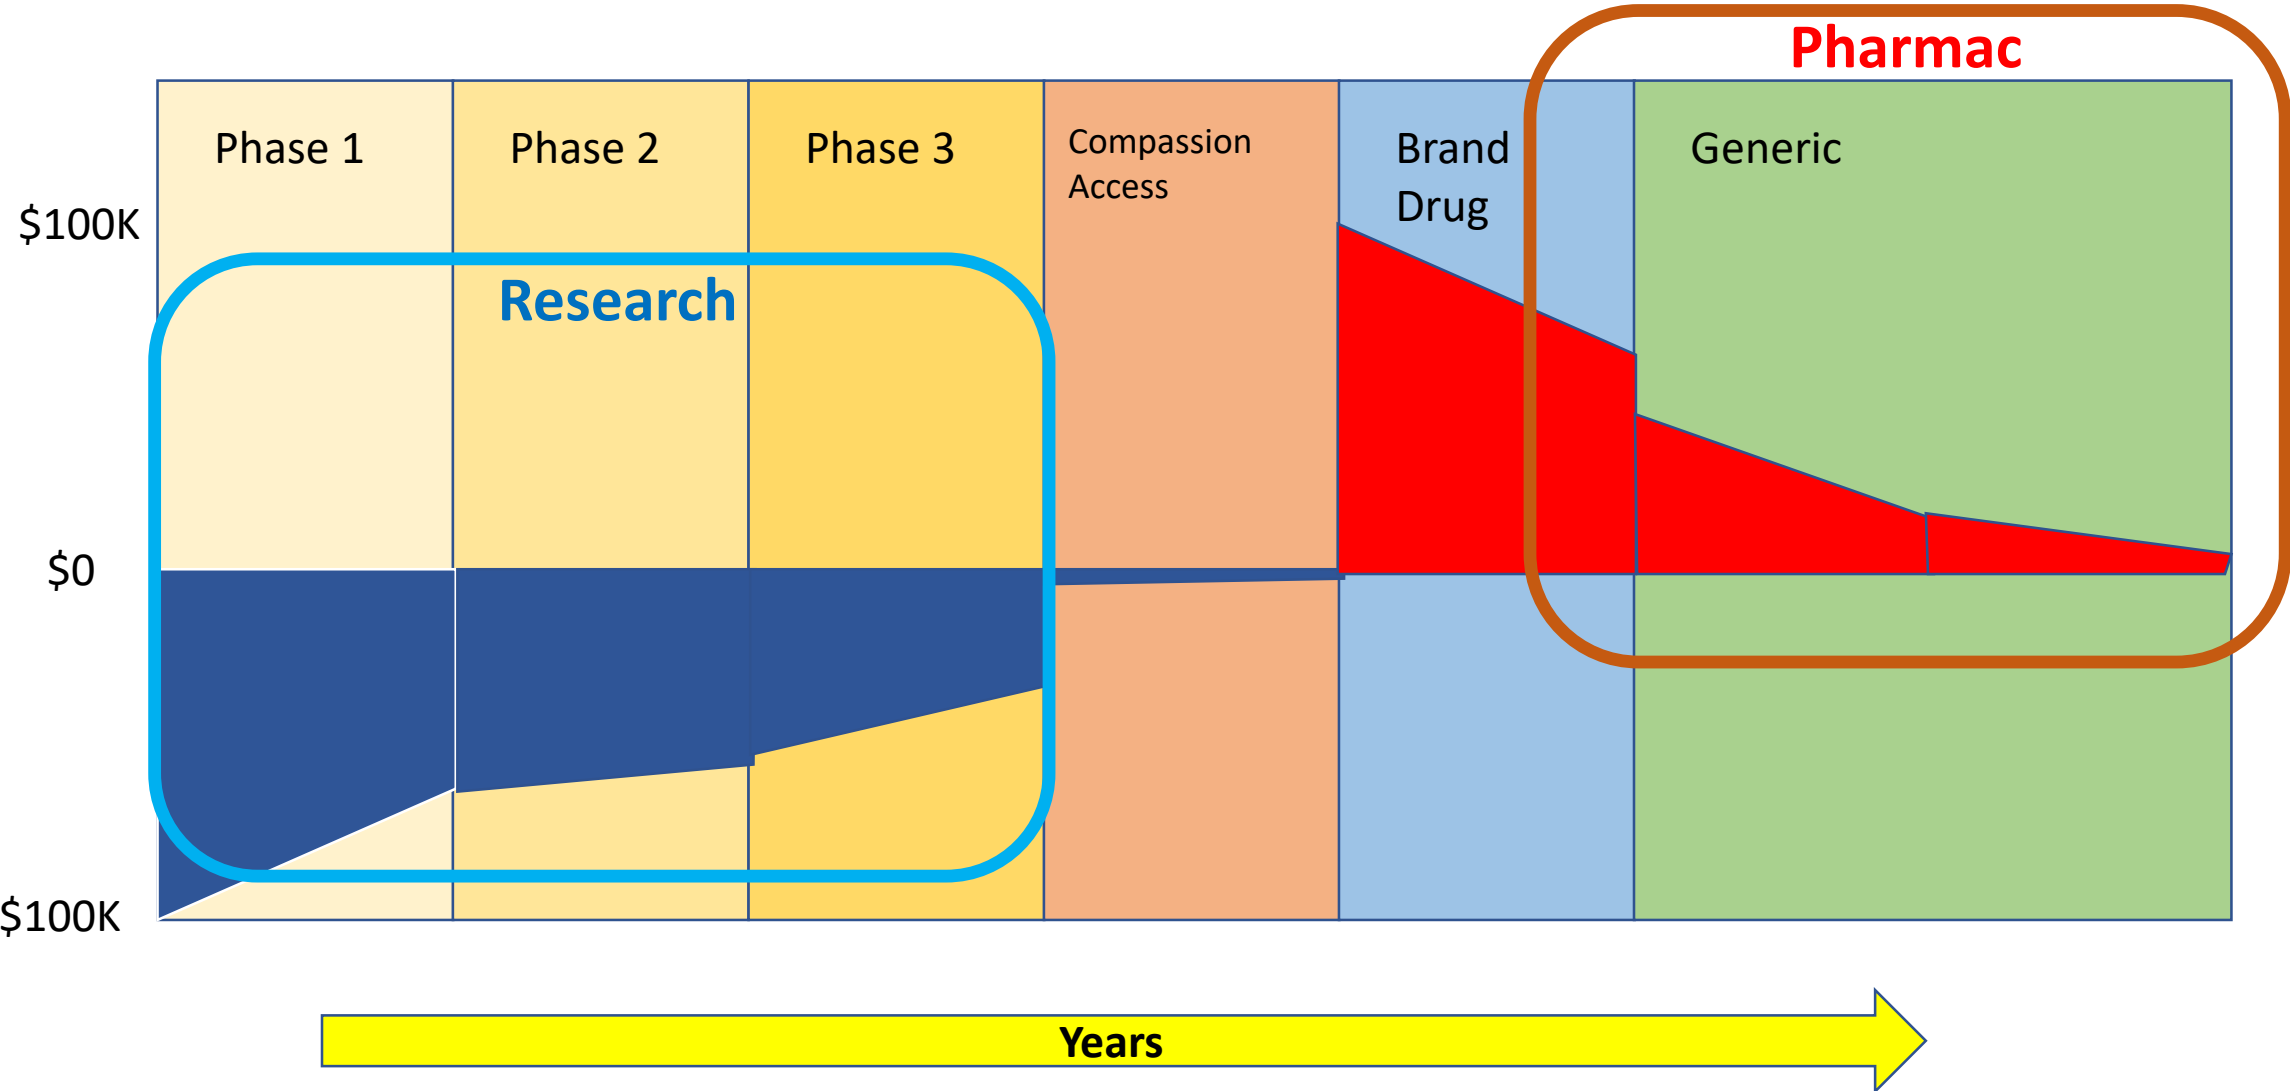 Pharmac
Phase 1
Phase 2
Phase 3
Compassion
Access
Brand
Drug
Generic
$100K
Research
$0
$100K
Years